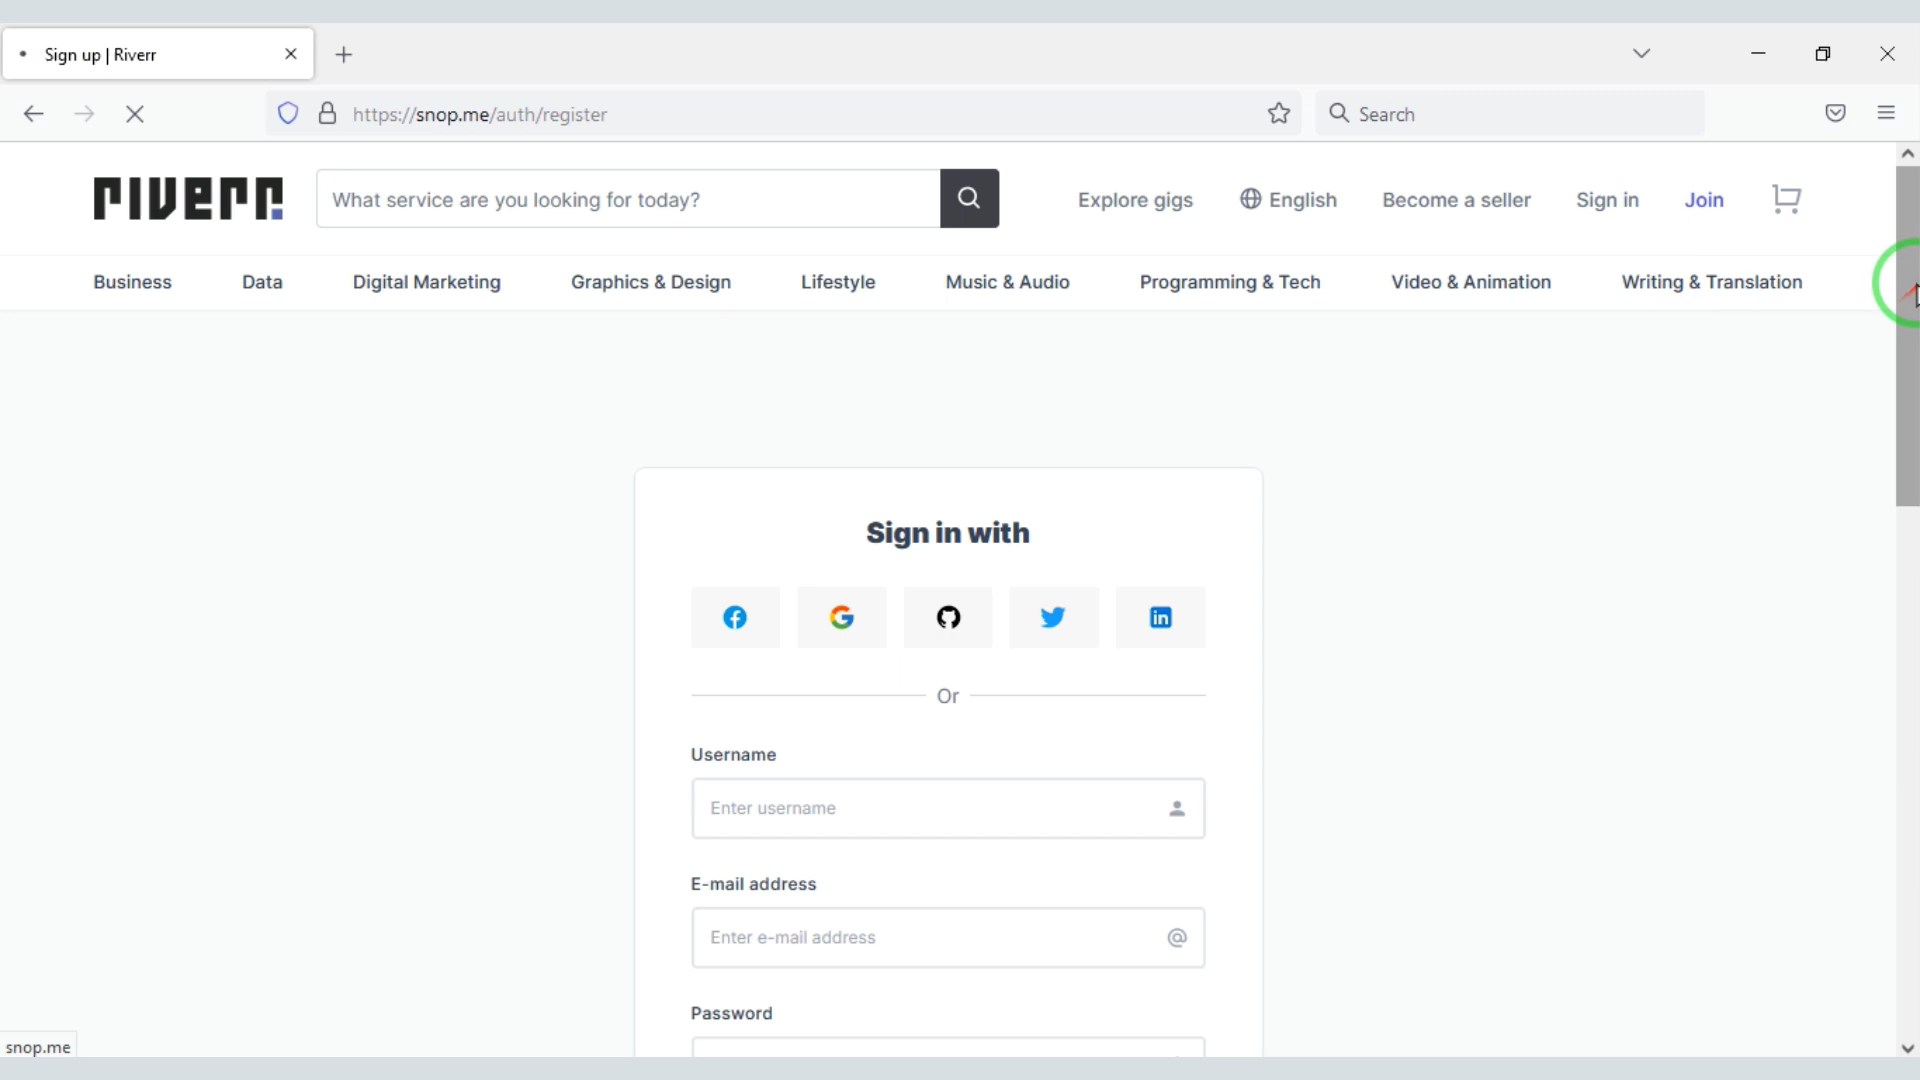 Sign up | Riverr
https://snop.me/auth/register
Search
riverr.
What service are you looking for today?
Explore gigs
English
Become a seller
Sign in
Join
Business
Data
Digital Marketing
Graphics & Design
Lifestyle
Music & Audio
Programming & Tech
Video & Animation
Writing & Translation
Sign in with
Or
Username
Enter username
E-mail address
Enter e-mail address
@
Password
snop.me